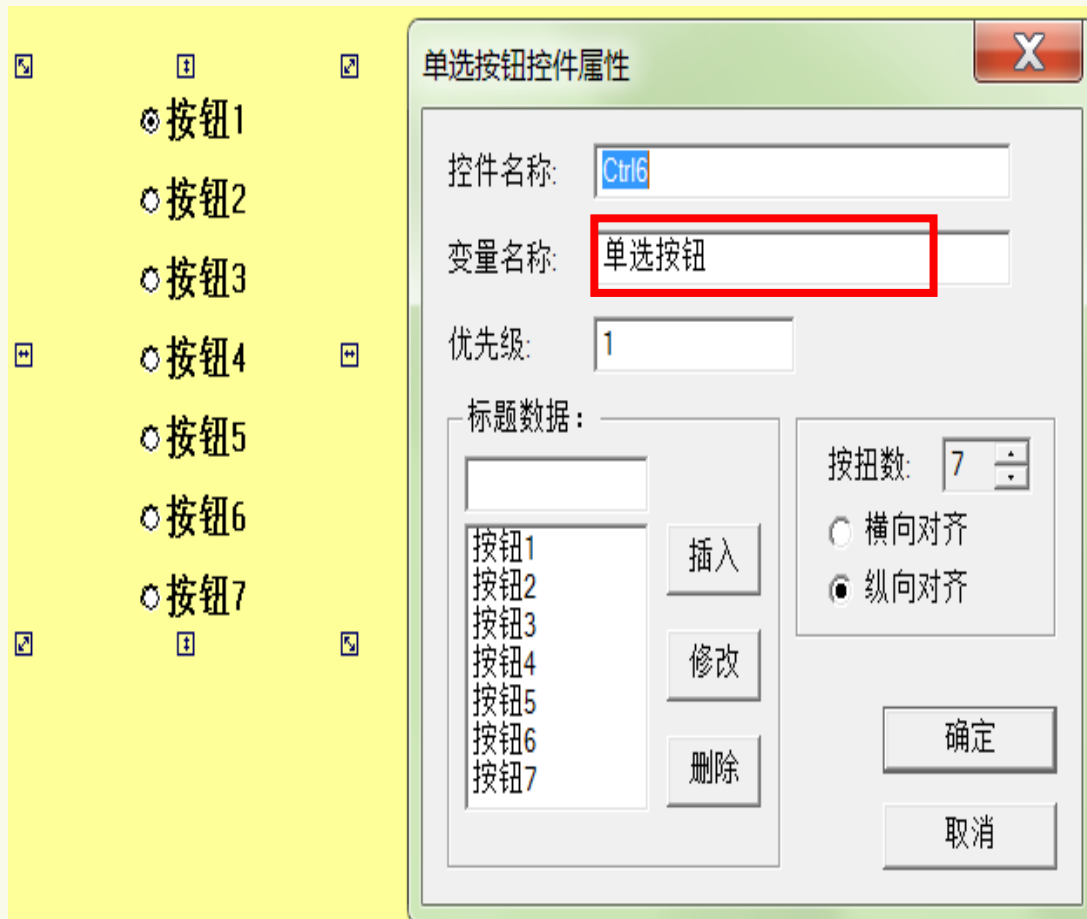 按钮1
按钮2
按钮3
按钮4
按钮5
按钮6
按钮7
单选按钮控件属性
控件名称: Ctrl6
变量名称: 单选按钮
优先级: 1
标题数据：
按钮1
按钮2
按钮3
按钮4
按钮5
按钮6
按钮7
插入
修改
删除
按扭数: 7
横向对齐
纵向对齐
确定
取消